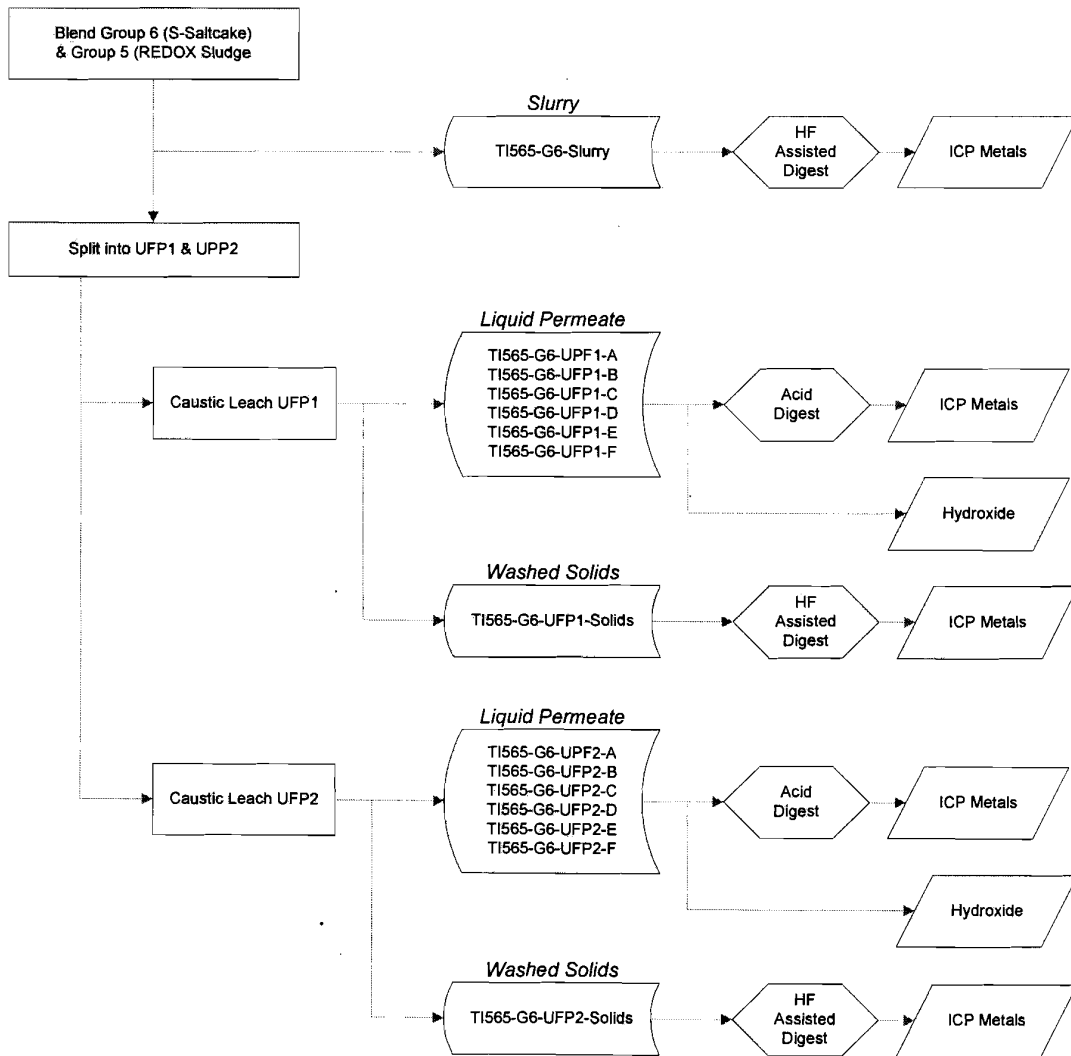 Blend Group 6 (S-Saltcake)
& Group 5 (REDOX Sludge
Slurry
TI565-G6-Slurry
HF
Assisted
Digest
ICP Metals
Split into UFP1 & UPP2
Liquid Permeate
TI565-G6-UPF1-A
TI565-G6-UFP1-B
TI565-G6-UFP1-C
TI565-G6-UFP1-D
TI565-G6-UFP1-E
TI565-G6-UFP1-F
Caustic Leach UFP1
Acid
Digest
ICP Metals
Hydroxide
Washed Solids
TI565-G6-UFP1-Solids
HF
Assisted
Digest
ICP Metals
Liquid Permeate
TI565-G6-UPF2-A
TI565-G6-UFP2-B
TI565-G6-UFP2-C
TI565-G6-UFP2-D
TI565-G6-UFP2-E
TI565-G6-UFP2-F
Caustic Leach UFP2
Acid
Digest
ICP Metals
Hydroxide
Washed Solids
TI565-G6-UFP2-Solids
HF
Assisted
Digest
ICP Metals